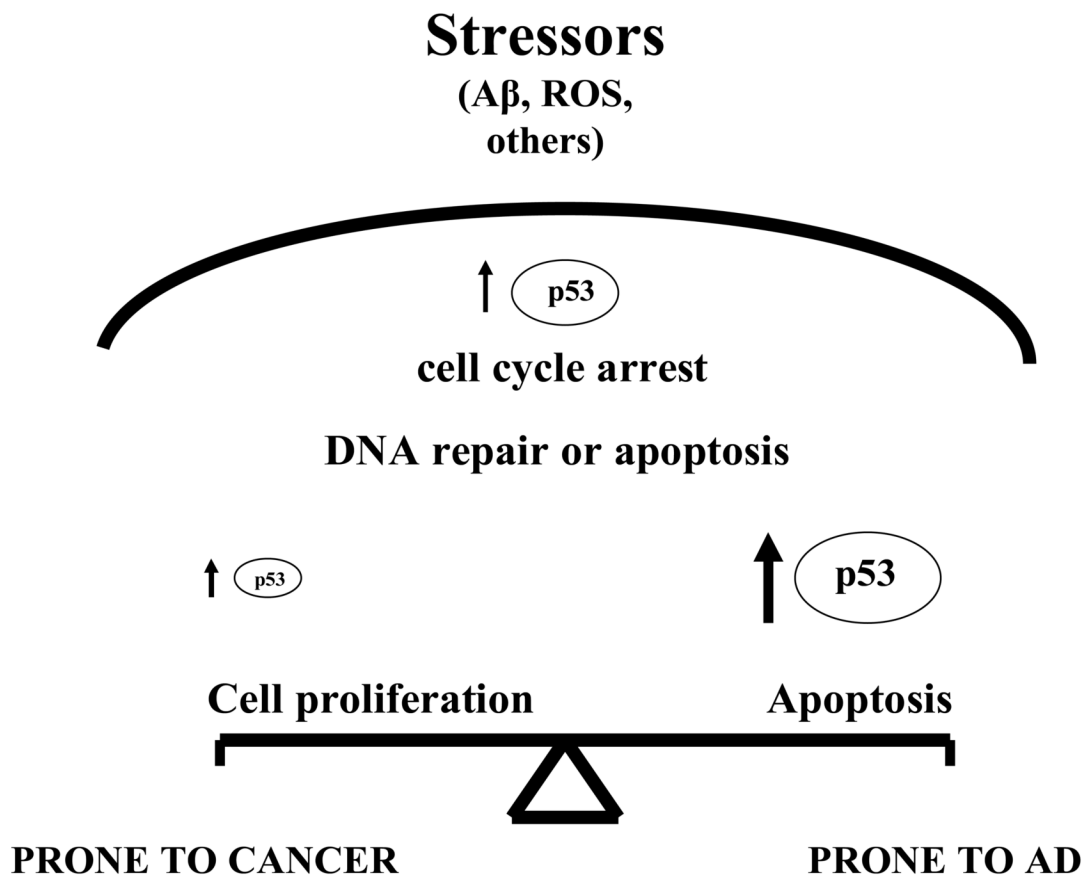 Stressors
(Aβ, ROS,
others)
p53
cell cycle arrest
DNA repair or apoptosis
p53
p53
Cell proliferation
Apoptosis
PRONE TO CANCER
PRONE TO AD